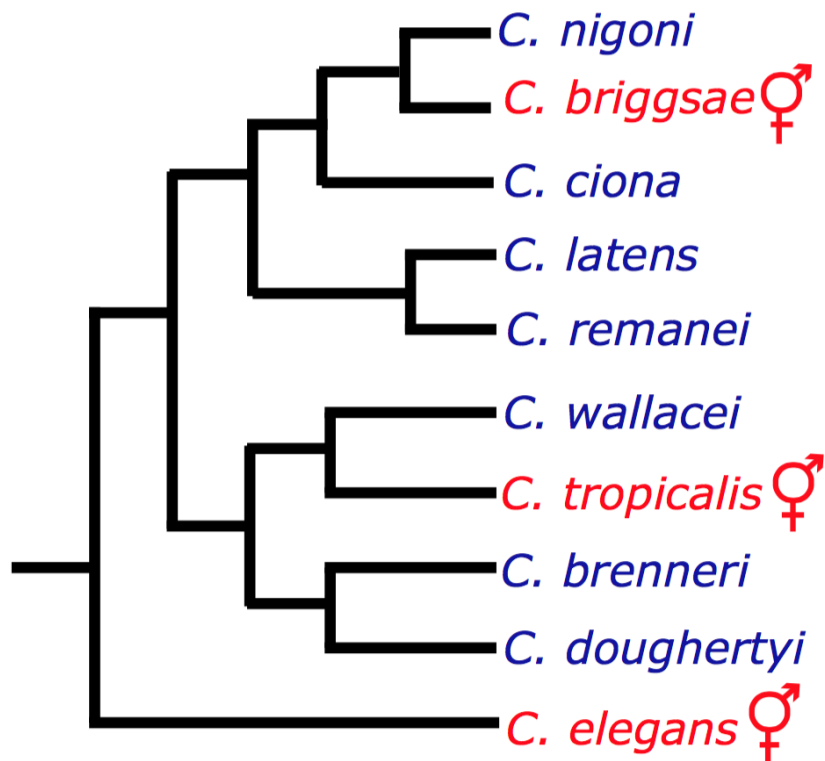 C. nigoni
C. briggsae⚥
C. ciona
C. latens
C. remanei
C. wallacei
C. tropicalis⚥
C. brenneri
C. doughertyi
C. elegans⚥